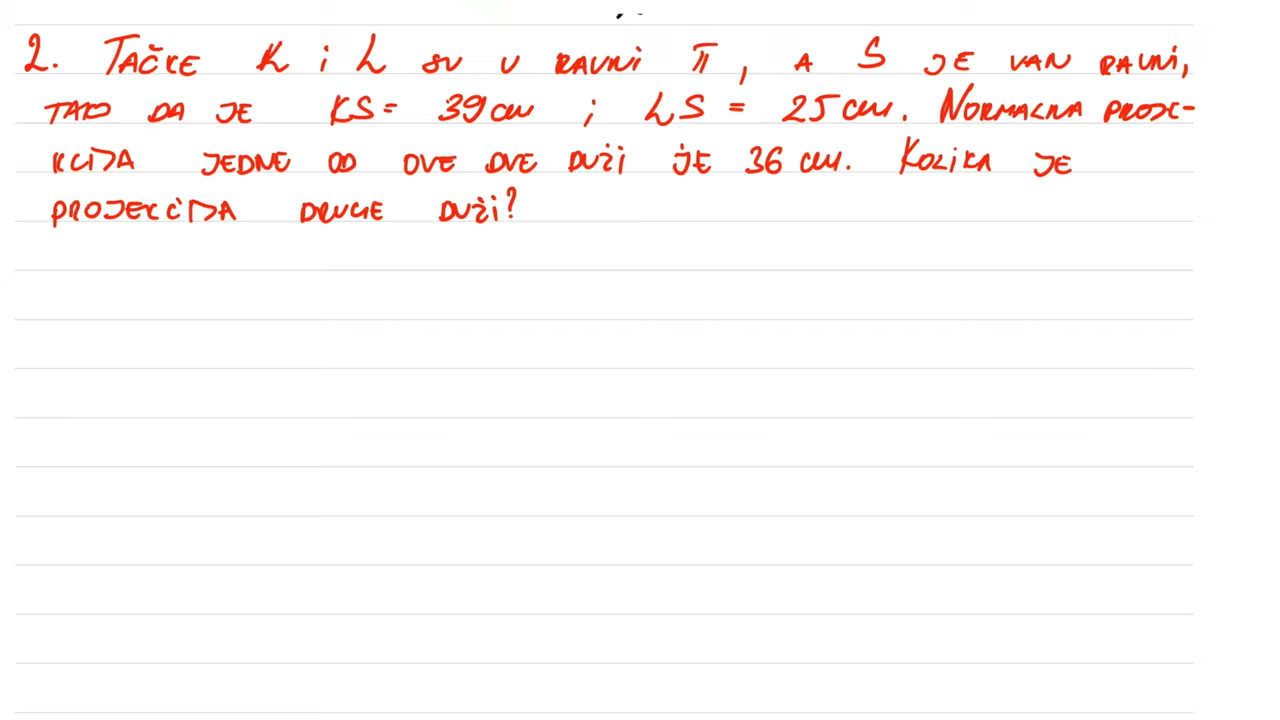 2. TAČKE K i L SU U RAVNI π, A S JE VAN RAVNI,
TAKO DA JE KS = 39 cm i LS = 25 cm. NORMALNA PROJE-
KCIJA JEDNE OD OVE DVE DUŽI JE 36 cm. KOLIKA JE
PROJEKCIJA DRUGE DUŽI?